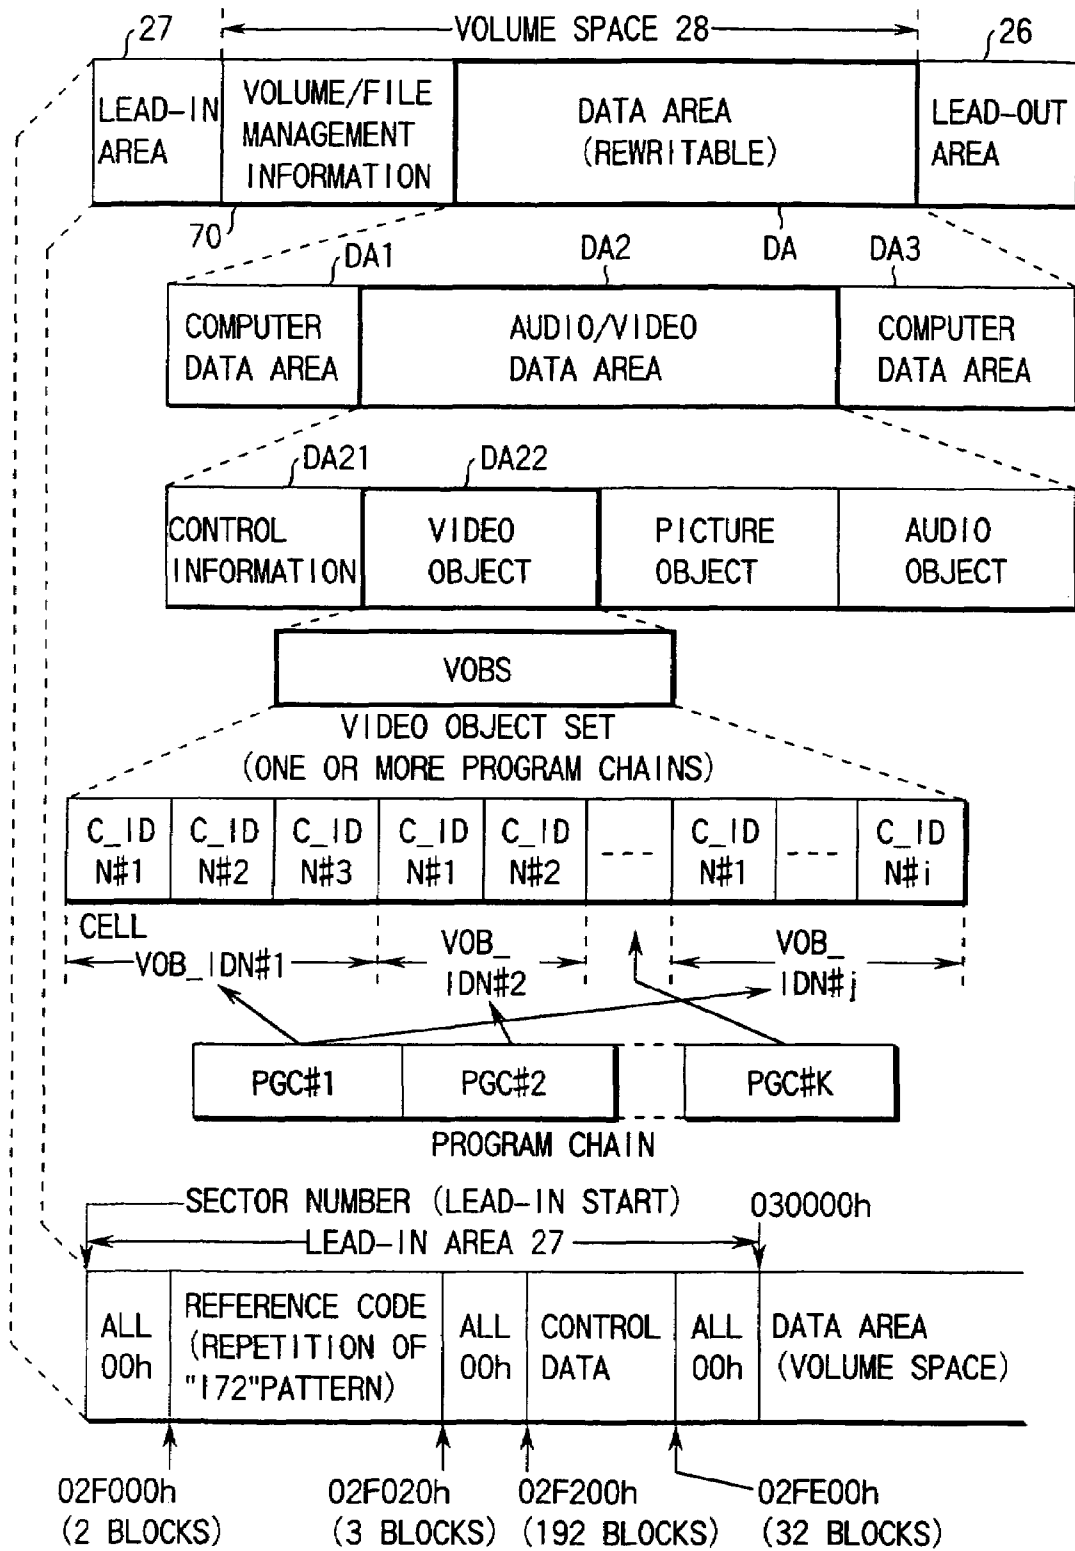 27
VOLUME SPACE 28
26
LEAD-IN
AREA
VOLUME/FILE
MANAGEMENT
INFORMATION
DATA AREA
(REWRITABLE)
LEAD-OUT
AREA
70
DA1
DA2
DA
DA3
COMPUTER
DATA AREA
AUDIO/VIDEO
DATA AREA
COMPUTER
DATA AREA
DA21
DA22
CONTROL
INFORMATION
VIDEO
OBJECT
PICTURE
OBJECT
AUDIO
OBJECT
VOBS
VIDEO OBJECT SET
(ONE OR MORE PROGRAM CHAINS)
C_ID
N#1
C_ID
N#2
C_ID
N#3
C_ID
N#1
C_ID
N#2
----
C_ID
N#1
----
C_ID
N#i
CELL
VOB_IDN#1
VOB_
IDN#2
VOB_
IDN#j
PGC#1
PGC#2
PGC#K
PROGRAM CHAIN
SECTOR NUMBER (LEAD-IN START)
030000h
LEAD-IN AREA 27
ALL
00h
REFERENCE CODE
(REPETITION OF
"172"PATTERN)
ALL
00h
CONTROL
DATA
ALL
00h
DATA AREA
(VOLUME SPACE)
02F000h
(2 BLOCKS)
02F020h
(3 BLOCKS)
02F200h
(192 BLOCKS)
02FE00h
(32 BLOCKS)